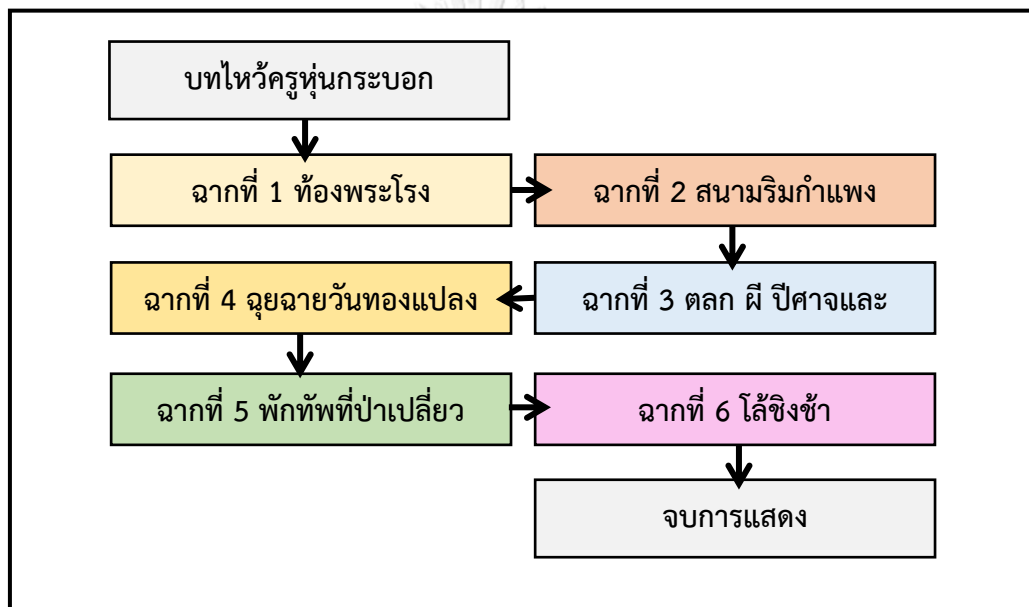 บทไหว้ครูหุ่นกระบอก
ฉากที่ 1 ท้องพระโรง
ฉากที่ 2 สนามริมกำแพง
ฉากที่ 3 ตลก ผี ปีศาจและ
ฉากที่ 4 ฉุยฉายวันทองแปลง
ฉากที่ 5 พักทัพที่ป่าเปลี่ยว
ฉากที่ 6 โล้ชิงช้า
จบการแสดง